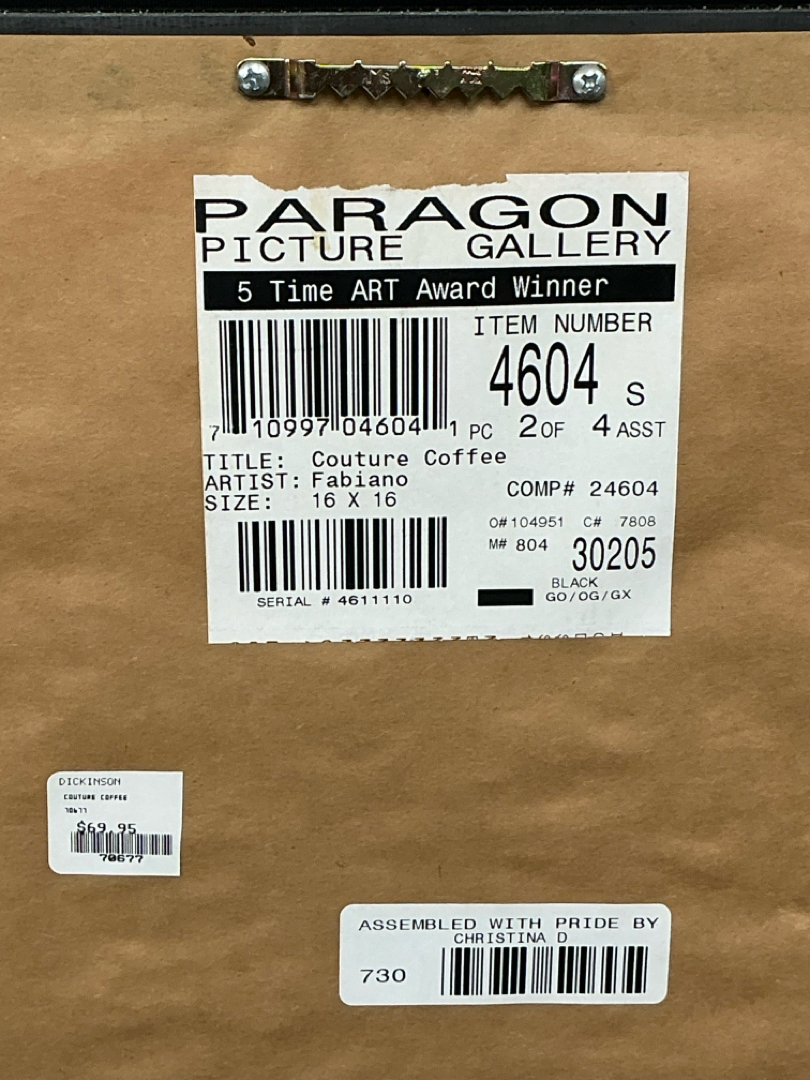 PARAGON
PICTURE GALLERY
5 Time ART Award Winner
ITEM NUMBER
4604 S
7 10997 04604 1
PC 2 OF 4 ASST
TITLE: Couture Coffee
ARTIST: Fabiano
SIZE: 16 X 16
COMP# 24604
O# 104951 C# 7808
M# 804 30205
SERIAL # 4611110
BLACK
GO/OG/GX
DICKINSON
COUTURE COFFEE
70677
$69.95
70677
ASSEMBLED WITH PRIDE BY
CHRISTINA D
730